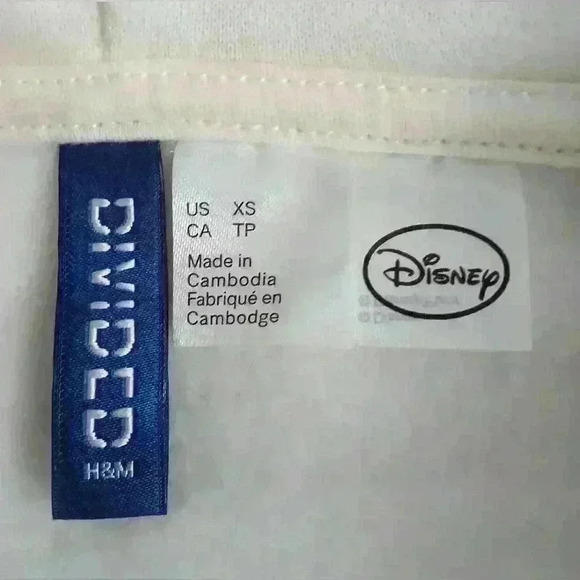 DIVIDED
H&M
US XS
CA TP
Made in
Cambodia
Fabriqué en
Cambodge
Disney